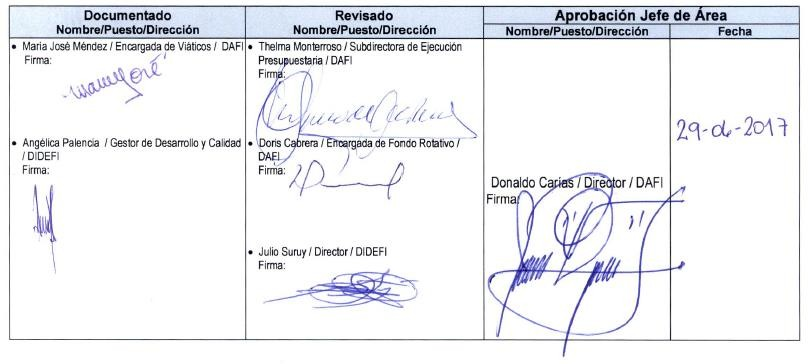 Documentado
Nombre/Puesto/Dirección
Revisado
Nombre/Puesto/Dirección
Aprobación Jefe de Área
Nombre/Puesto/Dirección
Fecha
• María José Méndez / Encargada de Viáticos / DAFI
Firma:
• Angélica Palencia / Gestor de Desarrollo y Calidad
/ DIDEFI
Firma:
• Thelma Monterroso / Subdirectora de Ejecución
Presupuestaria / DAFI
Firma:
• Doris Cabrera / Encargada de Fondo Rotativo /
DAFI
Firma:
• Julio Suruy / Director / DIDEFI
Firma:
Donaldo Carías / Director / DAFI
Firma:
29-06-2017